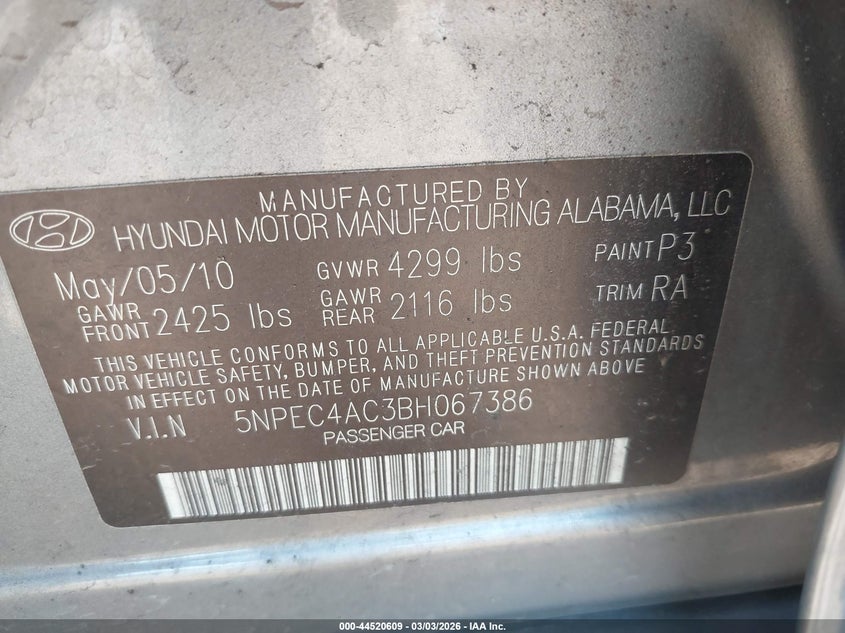 MANUFACTURED BY
HYUNDAI MOTOR MANUFACTURING ALABAMA, LLC
May/05/10 GVWR 4299 lbs PAINT P3
GAWR FRONT 2425 lbs GAWR REAR 2116 lbs TRIM RA
THIS VEHICLE CONFORMS TO ALL APPLICABLE U.S.A. FEDERAL
MOTOR VEHICLE SAFETY, BUMPER, AND THEFT PREVENTION STANDARDS
IN EFFECT ON THE DATE OF MANUFACTURE SHOWN ABOVE
V.I.N 5NPEC4AC3BH067386
PASSENGER CAR
000-44520609 - 03/03/2026 - IAA Inc.